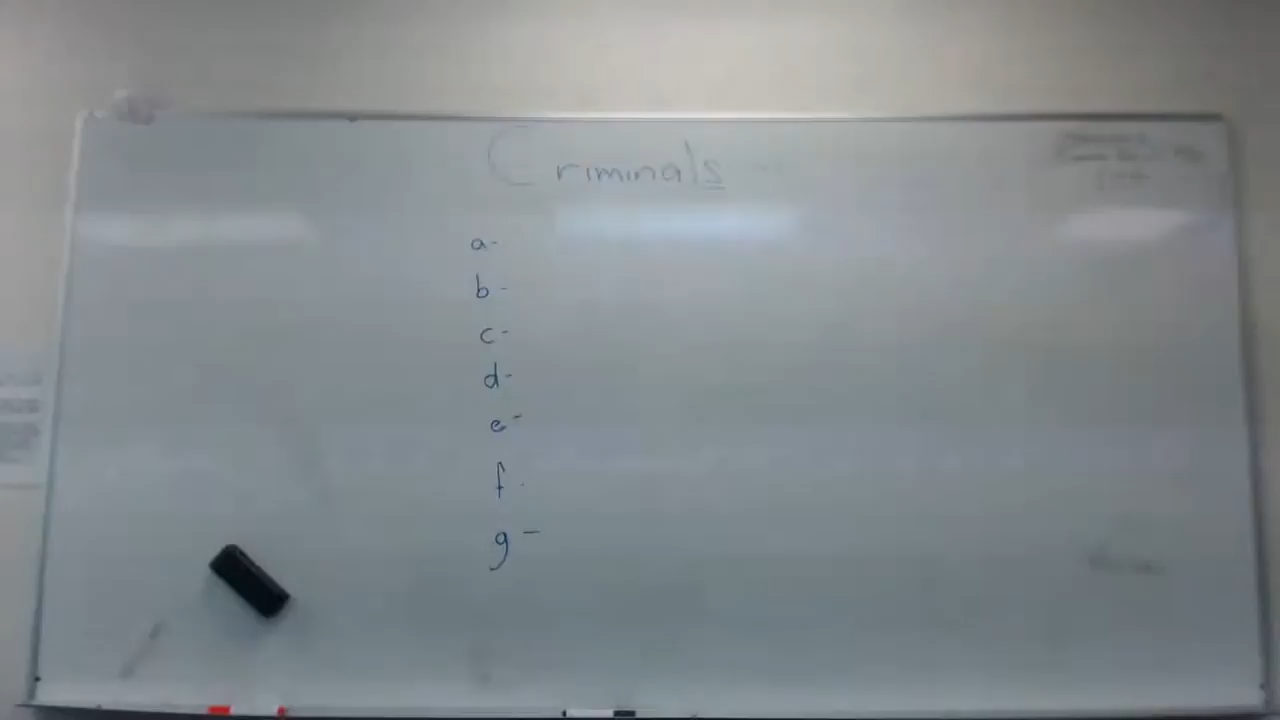 Criminals
a-
b-
c-
d-
e-
f-
g-